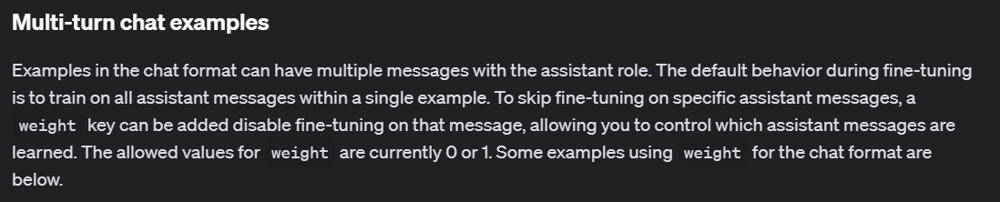 Multi-turn chat examples
Examples in the chat format can have multiple messages with the assistant role. The default behavior during fine-tuning
is to train on all assistant messages within a single example. To skip fine-tuning on specific assistant messages, a
weight key can be added disable fine-tuning on that message, allowing you to control which assistant messages are
learned. The allowed values for weight are currently 0 or 1. Some examples using weight for the chat format are
below.